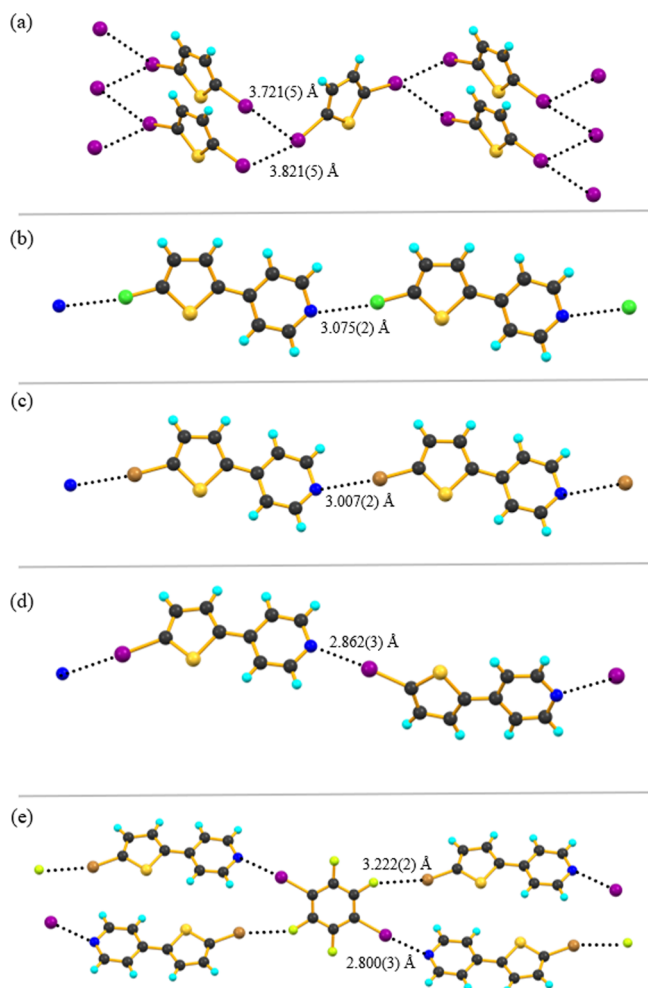 (a)
3.721(5) Å
3.821(5) Å
(b)
3.075(2) Å
(c)
3.007(2) Å
(d)
2.862(3) Å
(e)
3.222(2) Å
2.800(3) Å